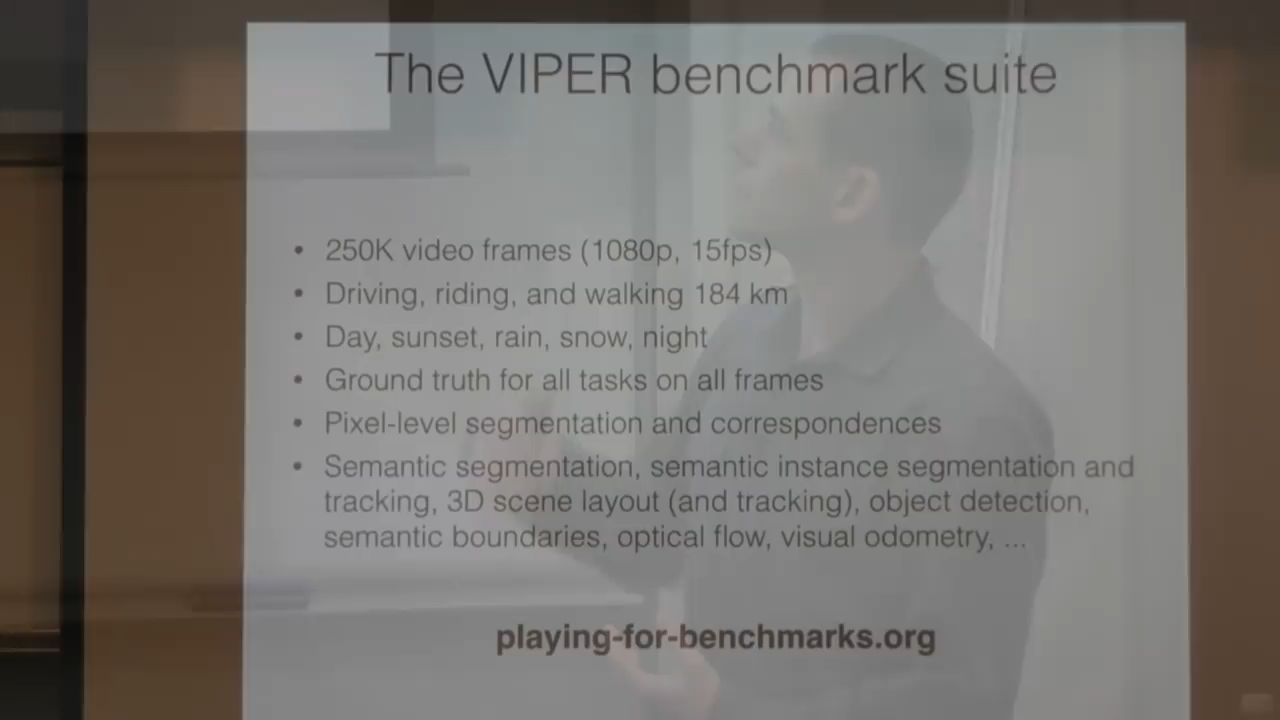 The VIPER benchmark suite
• 250K video frames (1080p, 15fps)
• Driving, riding, and walking 184 km
• Day, sunset, rain, snow, night
• Ground truth for all tasks on all frames
• Pixel-level segmentation and correspondences
• Semantic segmentation, semantic instance segmentation and
tracking, 3D scene layout (and tracking), object detection,
semantic boundaries, optical flow, visual odometry, ...
playing-for-benchmarks.org